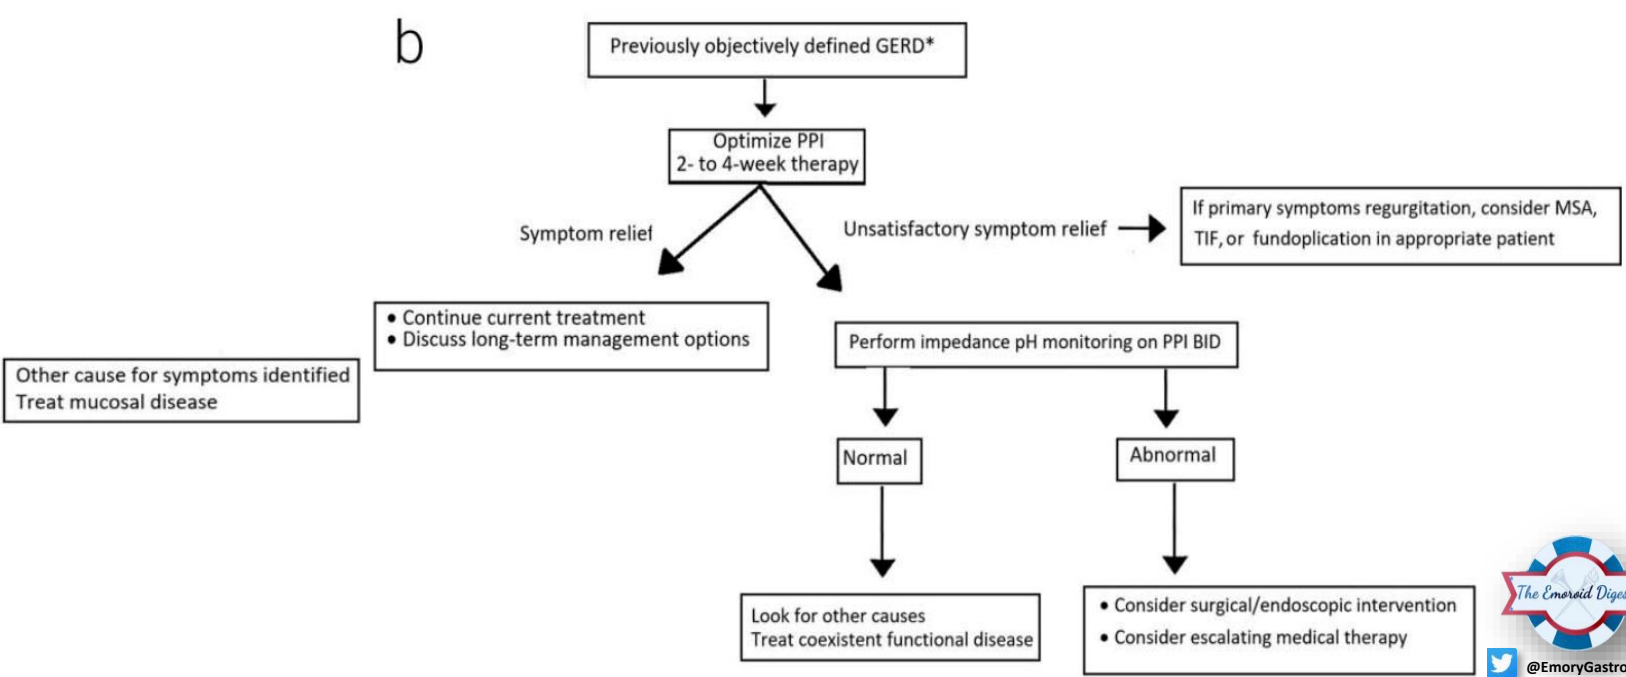 b
Previously objectively defined GERD*
Optimize PPI
2- to 4-week therapy
Symptom relief
Unsatisfactory symptom relief
If primary symptoms regurgitation, consider MSA,
TIF, or fundoplication in appropriate patient
• Continue current treatment
• Discuss long-term management options
Perform impedance pH monitoring on PPI BID
Other cause for symptoms identified
Treat mucosal disease
Normal
Abnormal
Look for other causes
Treat coexistent functional disease
• Consider surgical/endoscopic intervention
• Consider escalating medical therapy
The Emoroid Diges
@EmoryGastro